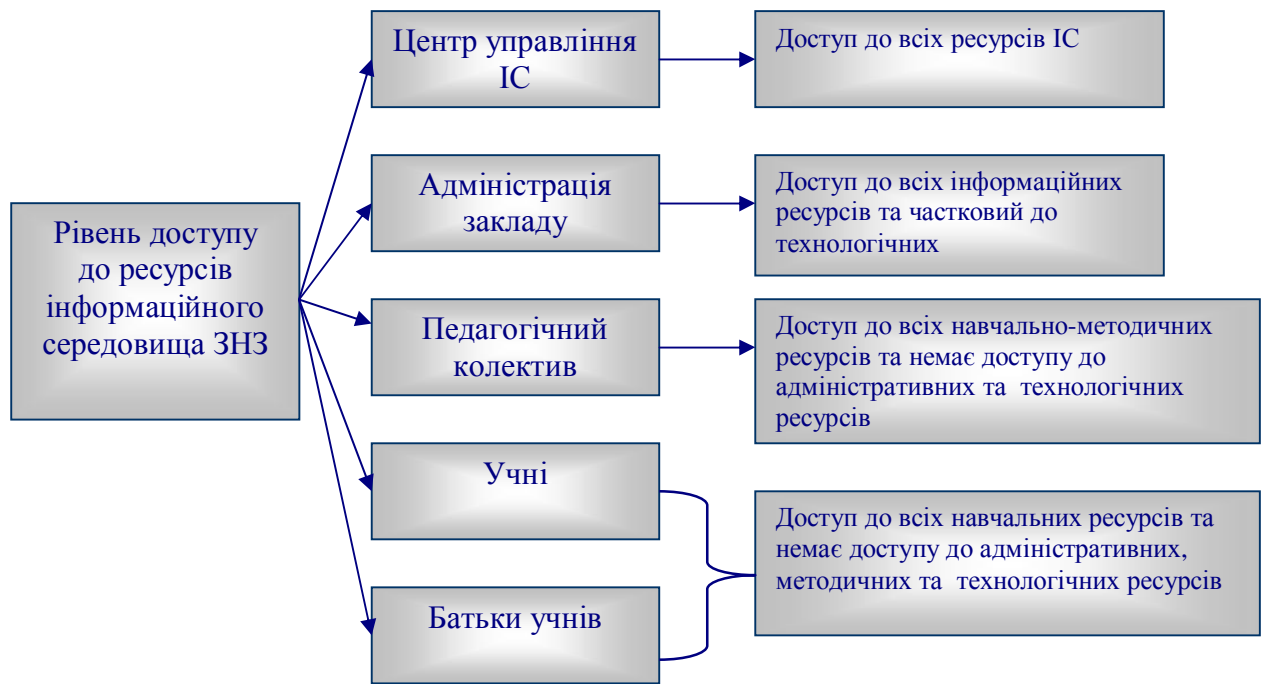 Рівень доступу
до ресурсів
інформаційного
середовища ЗНЗ
Центр управління
ІС
Доступ до всіх ресурсів ІС
Адміністрація
закладу
Доступ до всіх інформаційних
ресурсів та частковий до
технологічних
Педагогічний
колектив
Доступ до всіх навчально-методичних
ресурсів та немає доступу до
адміністративних та технологічних
ресурсів
Учні
Батьки учнів
Доступ до всіх навчальних ресурсів та
немає доступу до адміністративних,
методичних та технологічних ресурсів